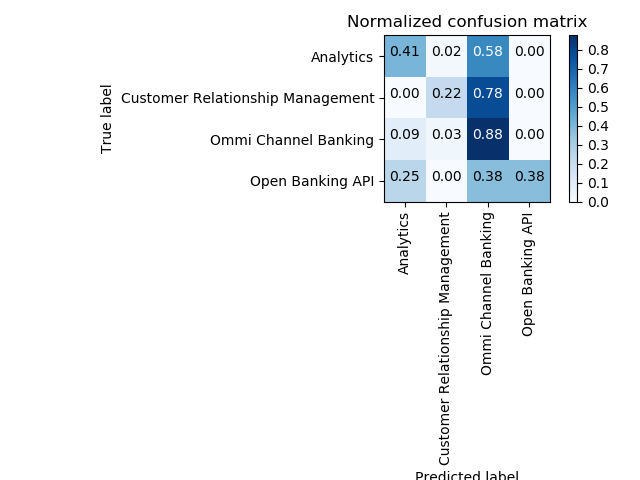 Normalized confusion matrix
True label
Analytics 0.41 0.02 0.58 0.00
Customer Relationship Management 0.00 0.22 0.78 0.00
Ommi Channel Banking 0.09 0.03 0.88 0.00
Open Banking API 0.25 0.00 0.38 0.38
Analytics
Customer Relationship Management
Ommi Channel Banking
Open Banking API
Predicted label
0.8
0.7
0.6
0.5
0.4
0.3
0.2
0.1
0.0